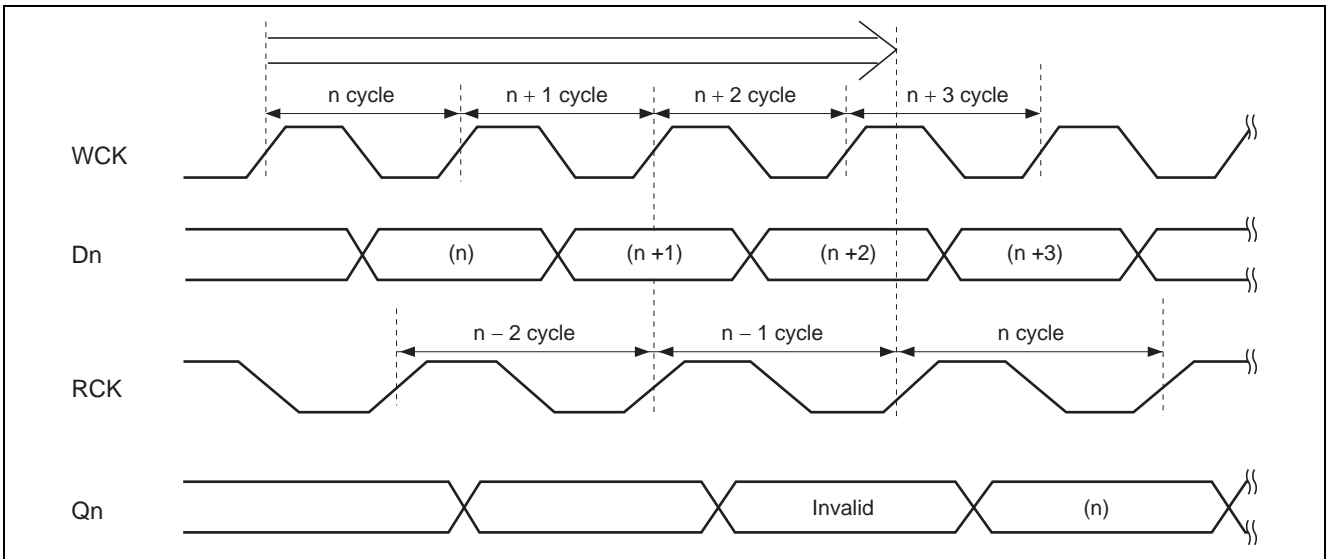 n cycle
n + 1 cycle
n + 2 cycle
n + 3 cycle
WCK
Dn
(n)
(n +1)
(n +2)
(n +3)
n − 2 cycle
n − 1 cycle
n cycle
RCK
Qn
Invalid
(n)